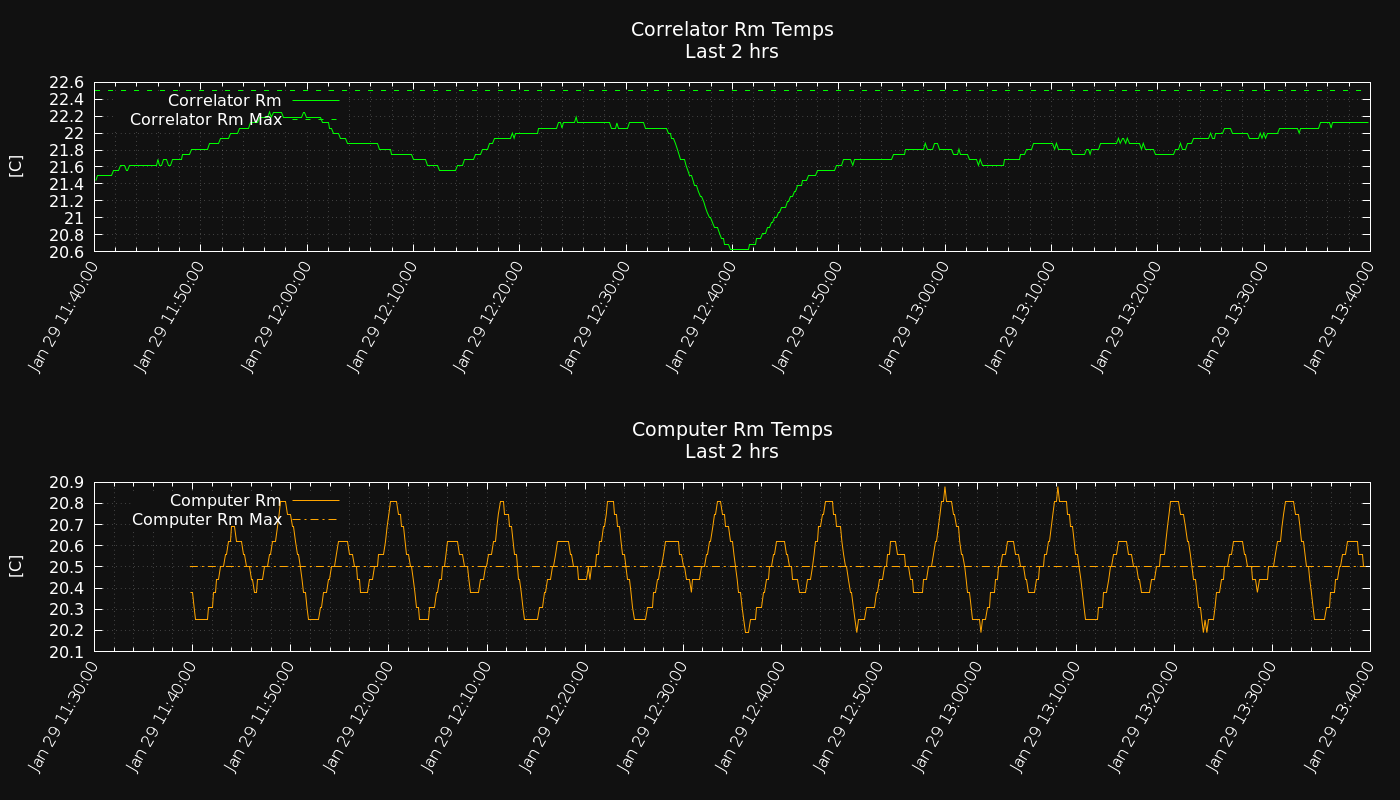 Correlator Rm Temps
Last 2 hrs
22.6
22.4
22.2
22
21.8
21.6
21.4
21.2
21
20.8
20.6
[C]
Correlator Rm
Correlator Rm Max
Jan 29 11:40:00
Jan 29 11:50:00
Jan 29 12:00:00
Jan 29 12:10:00
Jan 29 12:20:00
Jan 29 12:30:00
Jan 29 12:40:00
Jan 29 12:50:00
Jan 29 13:00:00
Jan 29 13:10:00
Jan 29 13:20:00
Jan 29 13:30:00
Jan 29 13:40:00
Computer Rm Temps
Last 2 hrs
20.9
20.8
20.7
20.6
20.5
20.4
20.3
20.2
20.1
[C]
Computer Rm
Computer Rm Max
Jan 29 11:30:00
Jan 29 11:40:00
Jan 29 11:50:00
Jan 29 12:00:00
Jan 29 12:10:00
Jan 29 12:20:00
Jan 29 12:30:00
Jan 29 12:40:00
Jan 29 12:50:00
Jan 29 13:00:00
Jan 29 13:10:00
Jan 29 13:20:00
Jan 29 13:30:00
Jan 29 13:40:00